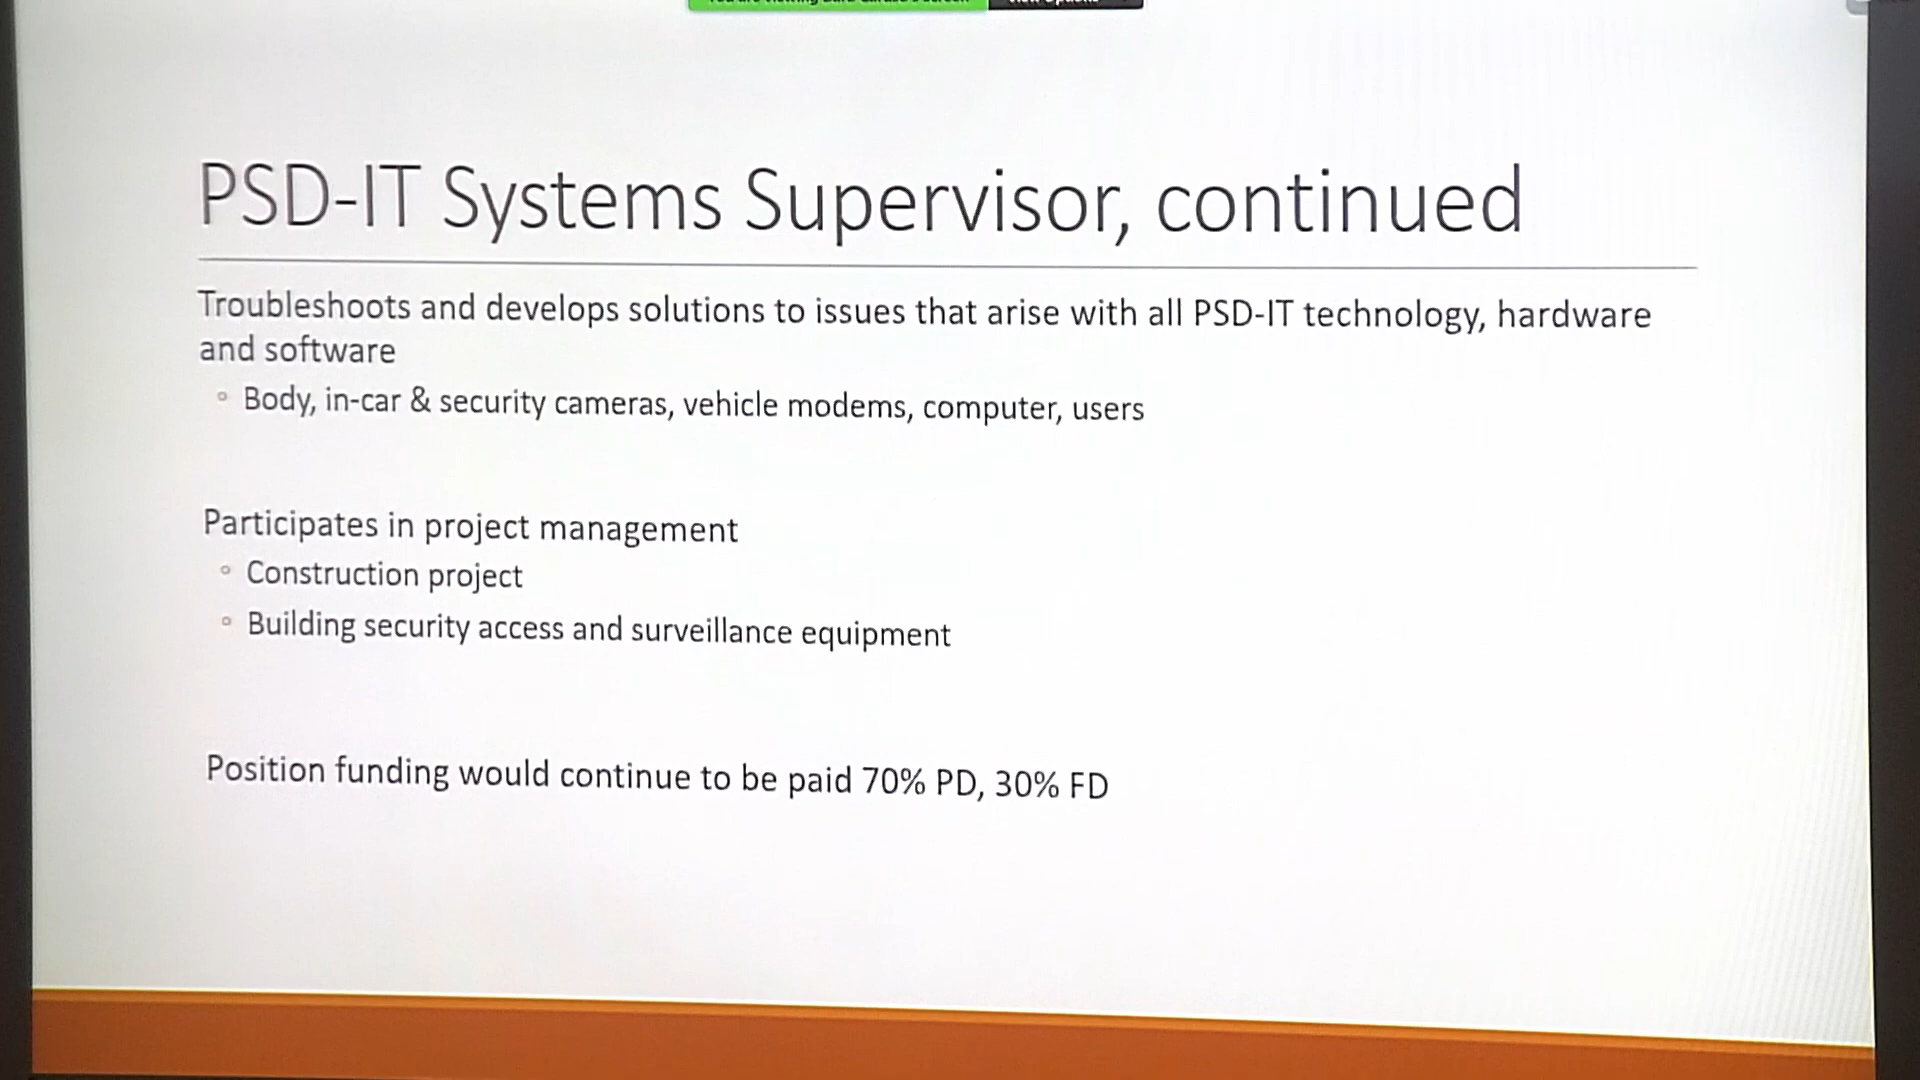 PSD-IT Systems Supervisor, continued
Troubleshoots and develops solutions to issues that arise with all PSD-IT technology, hardware
and software
Body, in-car & security cameras, vehicle modems, computer, users
Participates in project management
Construction project
Building security access and surveillance equipment
Position funding would continue to be paid 70% PD, 30% FD